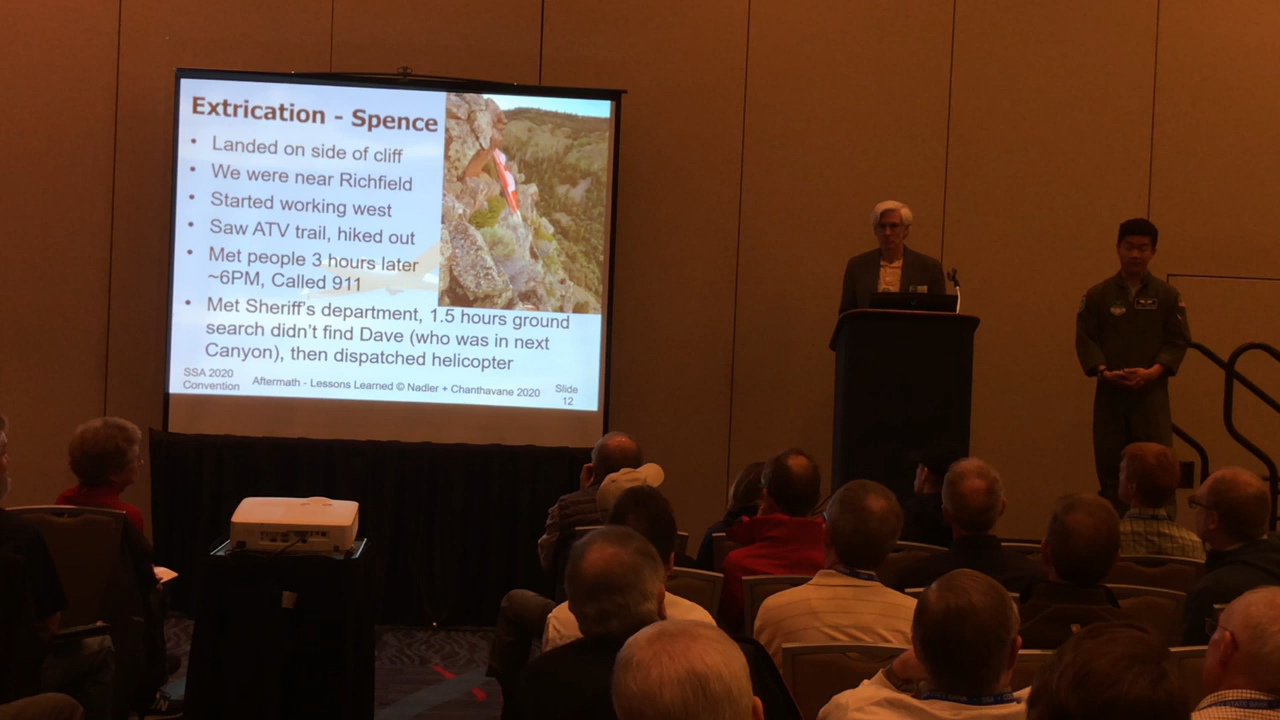 Extrication - Spence
• Landed on side of cliff
• We were near Richfield
• Started working west
• Saw ATV trail, hiked out
• Met people 3 hours later
~6PM, Called 911
• Met Sheriff's department, 1.5 hours ground
search didn't find Dave (who was in next
Canyon), then dispatched helicopter
SSA 2020
Convention
Aftermath - Lessons Learned © Nadler + Chanthavane 2020
Slide
12
STATE BANK